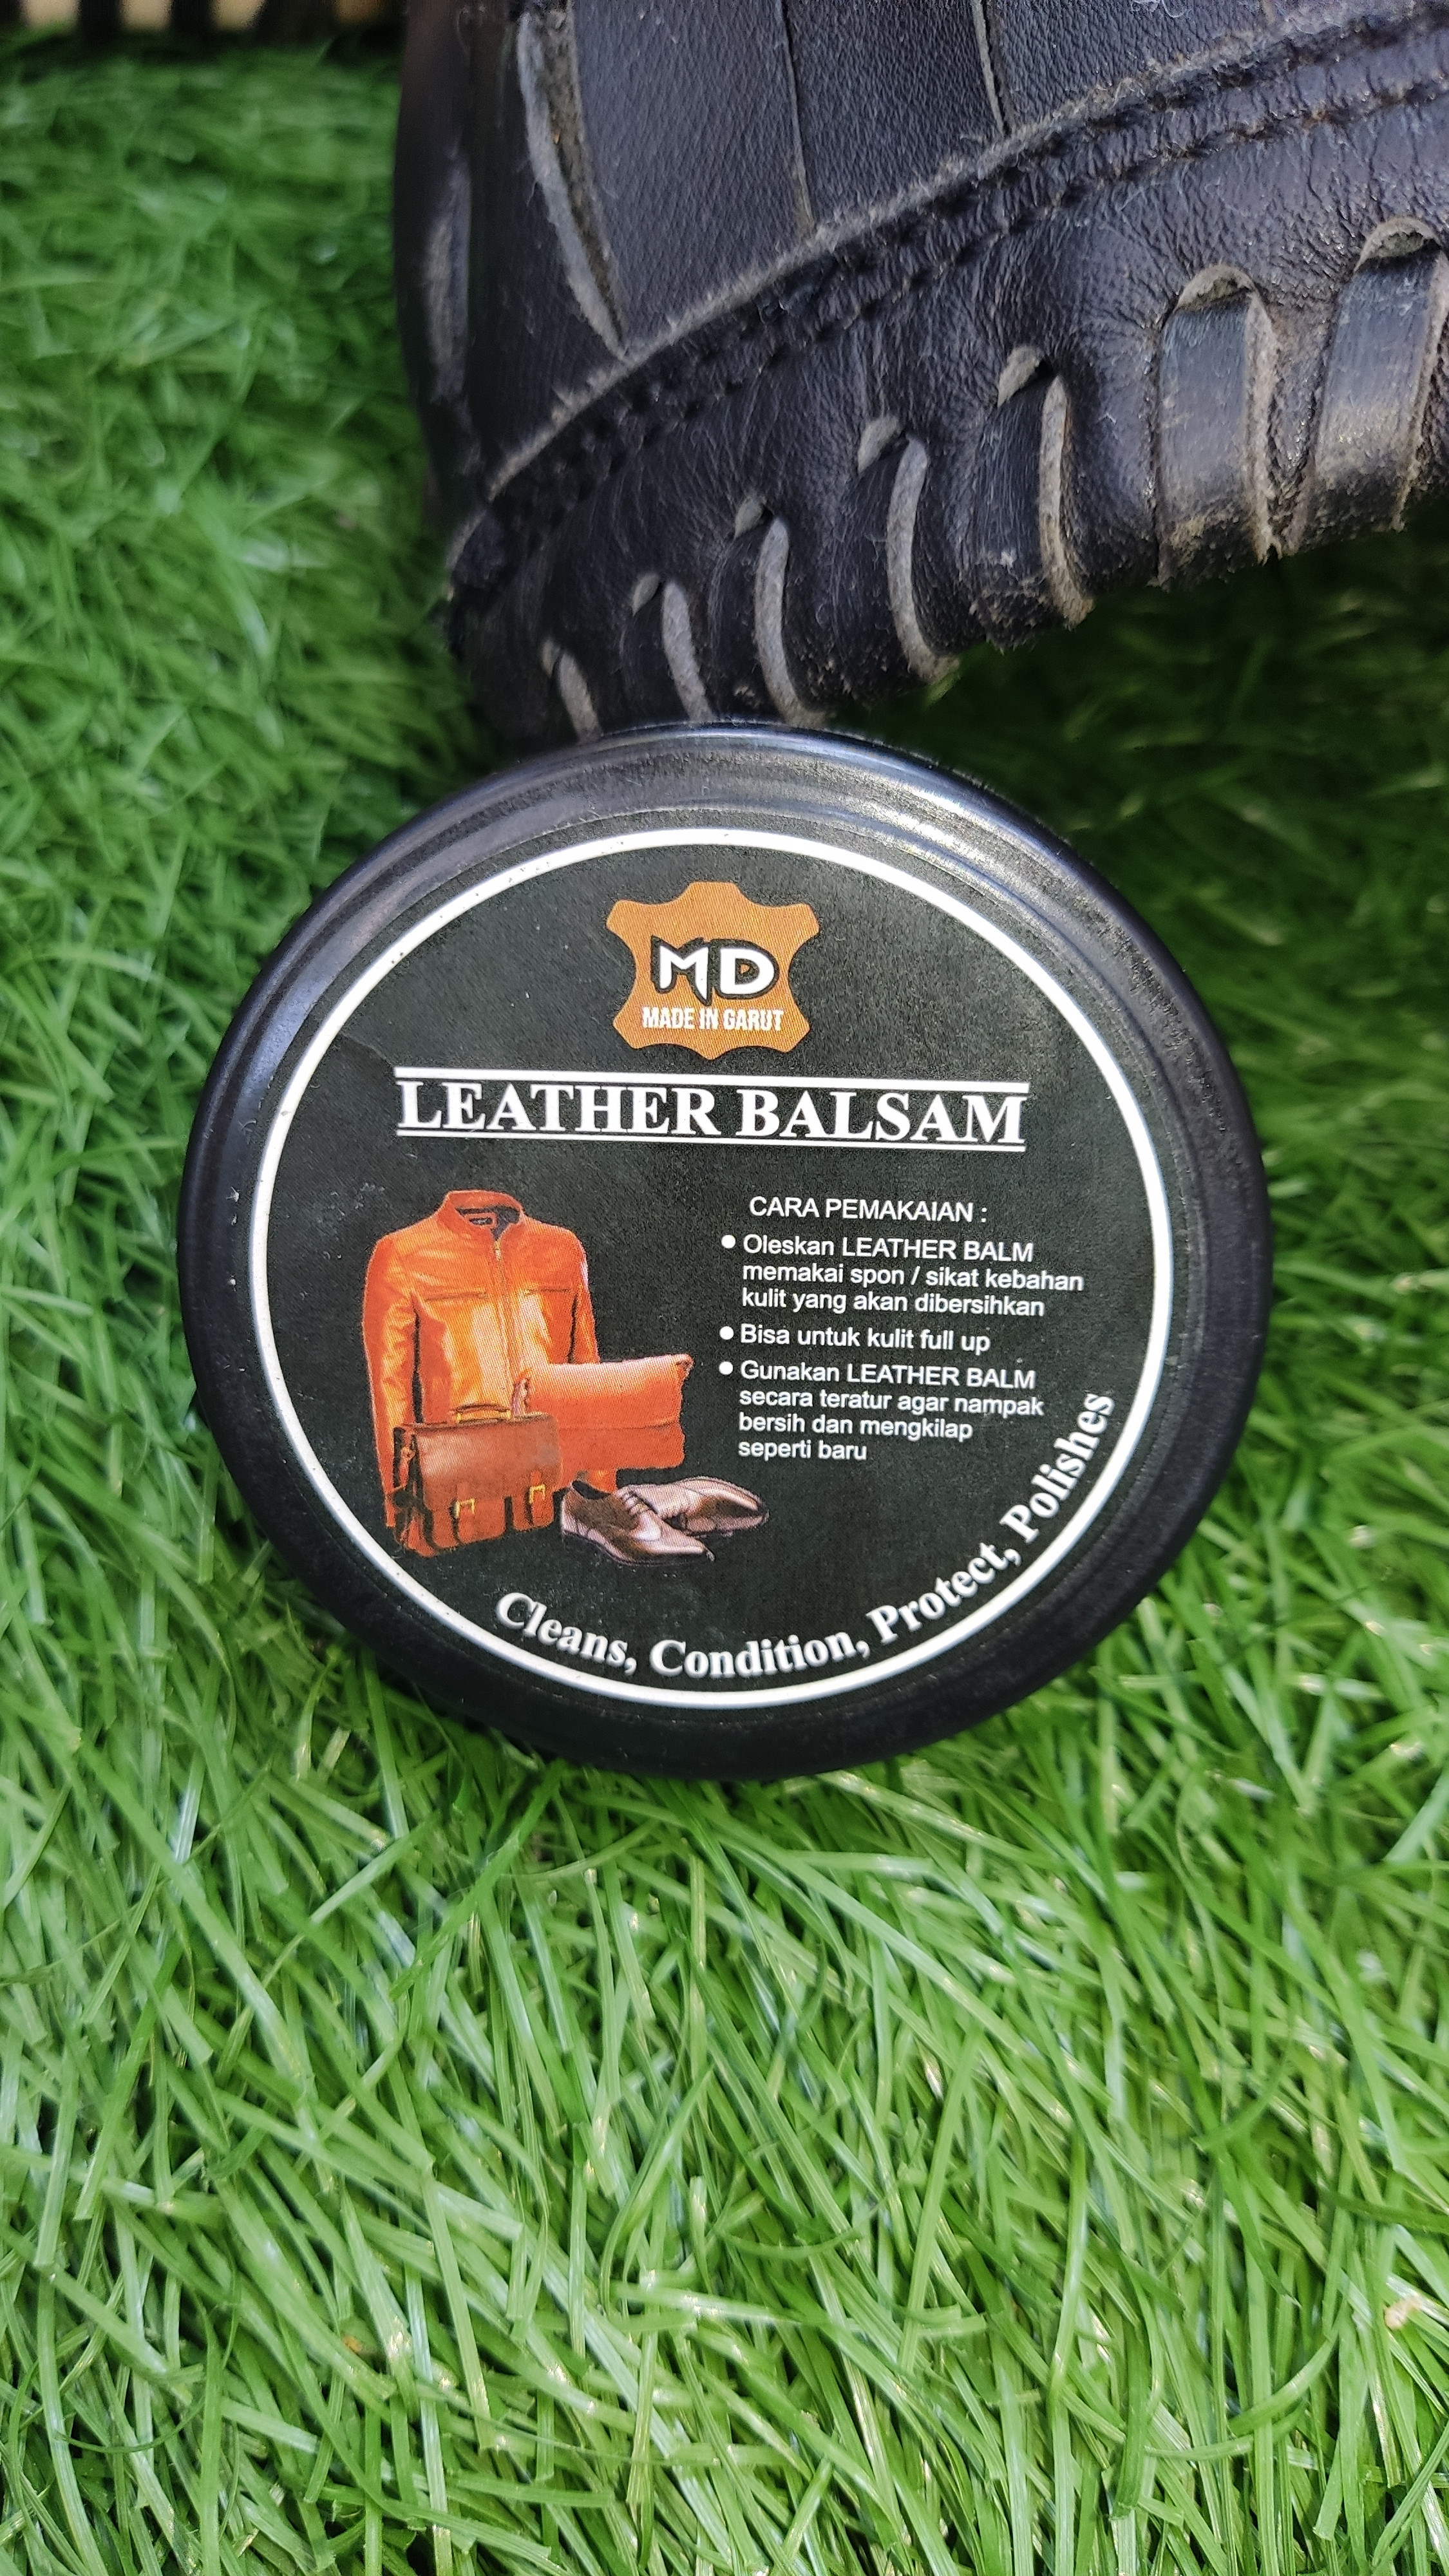 MD
MADE IN GARUT
LEATHER BALSAM
CARA PEMAKAIAN :
• Oleskan LEATHER BALM
memakai spon / sikat kebahan
kulit yang akan dibersihkan
• Bisa untuk kulit full up
• Gunakan LEATHER BALM
secara teratur agar nampak
bersih dan mengkilap
seperti baru
Cleans, Condition, Protect, Polishes